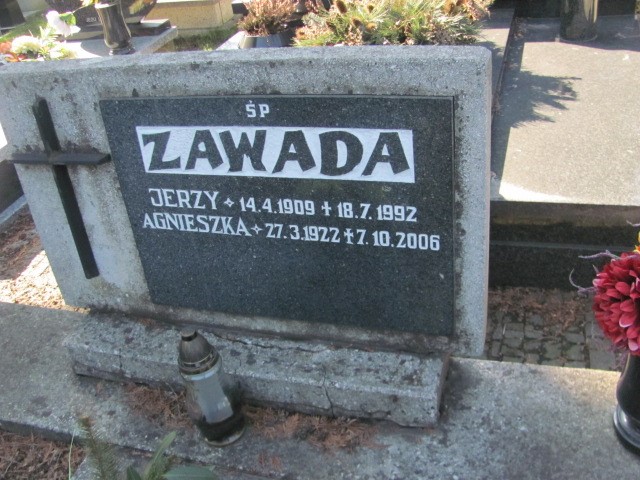 ŚP
ZAWADA
JERZY ✧ 14.4.1909 ✝ 18.7.1992
AGNIESZKA ✧ 27.3.1922 ✝ 7.10.2006